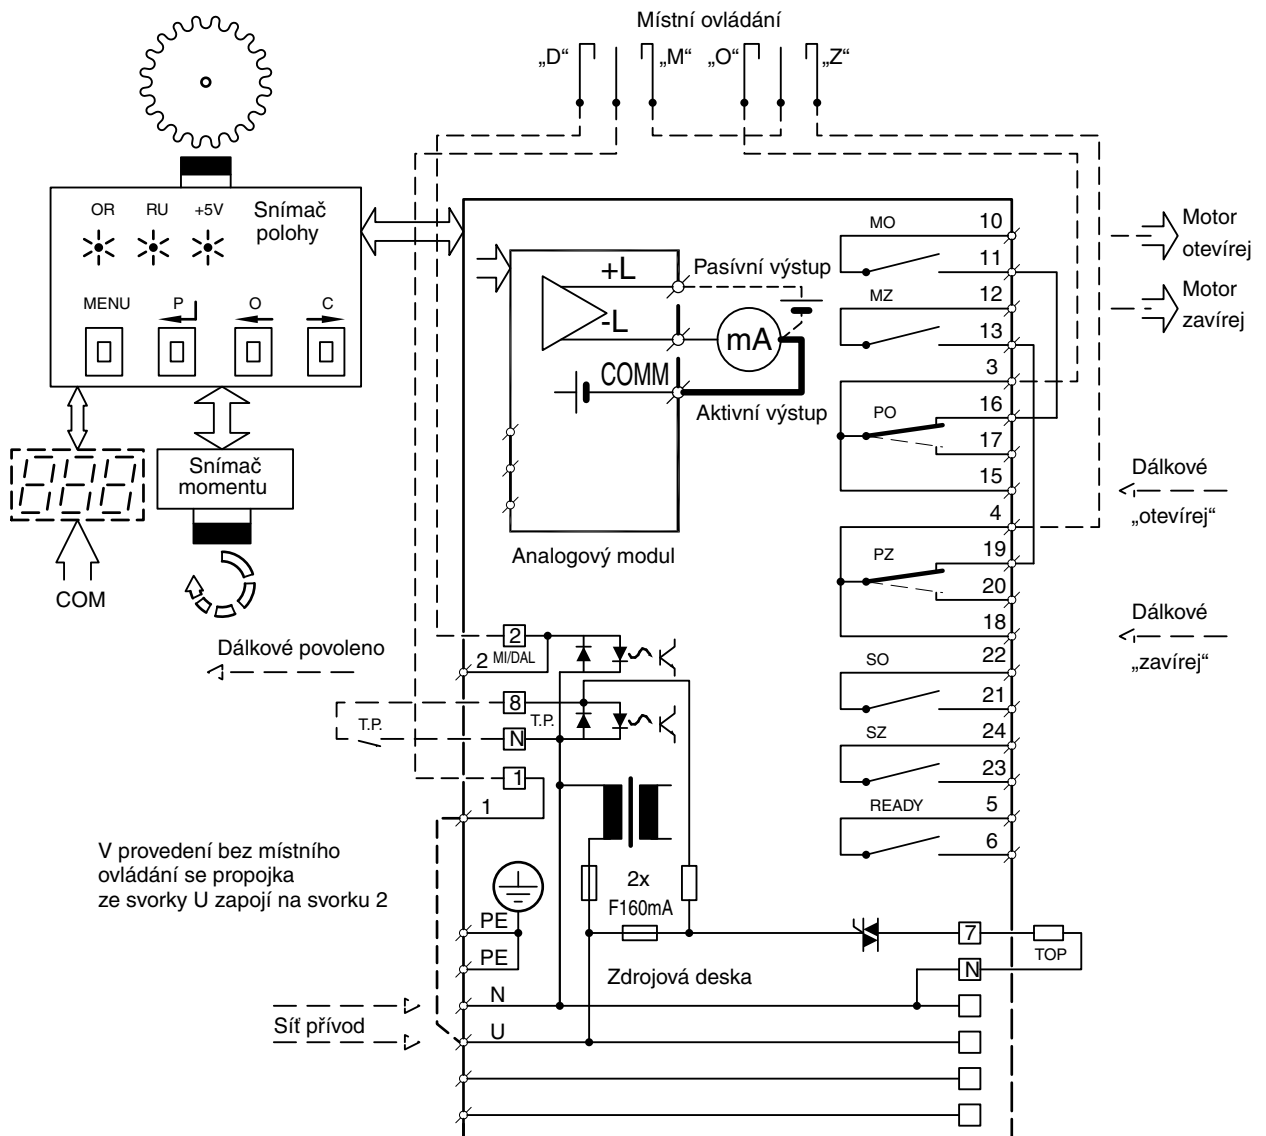 Místní ovládání
„D“
„M“
„O“
„Z“
OR
RU
+5V
Snímač
polohy
MENU
P
O
C
Snímač
momentu
COM
+L
-L
COMM
mA
Pasívní výstup
Aktivní výstup
Analogový modul
MO
10
11
MZ
12
13
3
PO
16
17
15
4
PZ
19
20
18
SO
22
21
SZ
24
23
READY
5
6
Motor
otevírej
Motor
zavírej
Dálkové
„otevírej“
Dálkové
„zavírej“
Dálkové povoleno
2
2
MI/DAL
8
T.P.
T.P.
N
1
1
V provedení bez místního
ovládání se propojka
ze svorky U zapojí na svorku 2
2x
F160mA
PE
PE
7
TOP
N
Zdrojová deska
N
Síť přívod
U